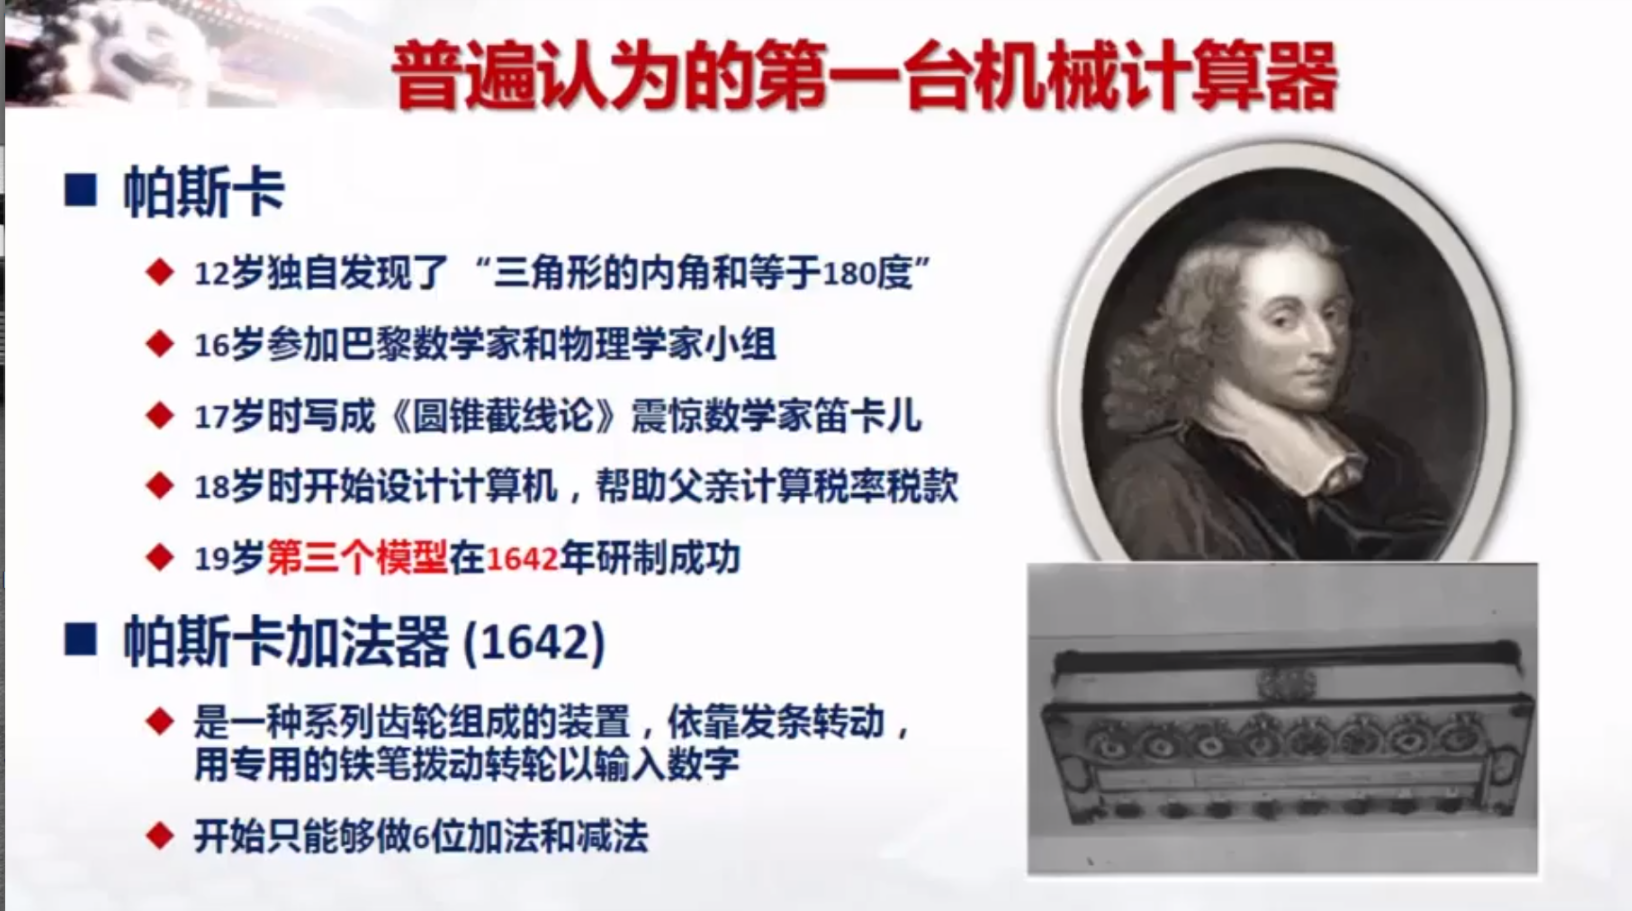 普遍认为的第一台机械计算器
帕斯卡
12岁独自发现了 “三角形的内角和等于180度”
16岁参加巴黎数学家和物理学家小组
17岁时写成《圆锥截线论》震惊数学家笛卡儿
18岁时开始设计计算机，帮助父亲计算税率税款
19岁第三个模型在1642年研制成功
帕斯卡加法器 (1642)
是一种系列齿轮组成的装置，依靠发条转动，
用专用的铁笔拨动转轮以输入数字
开始只能够做6位加法和减法